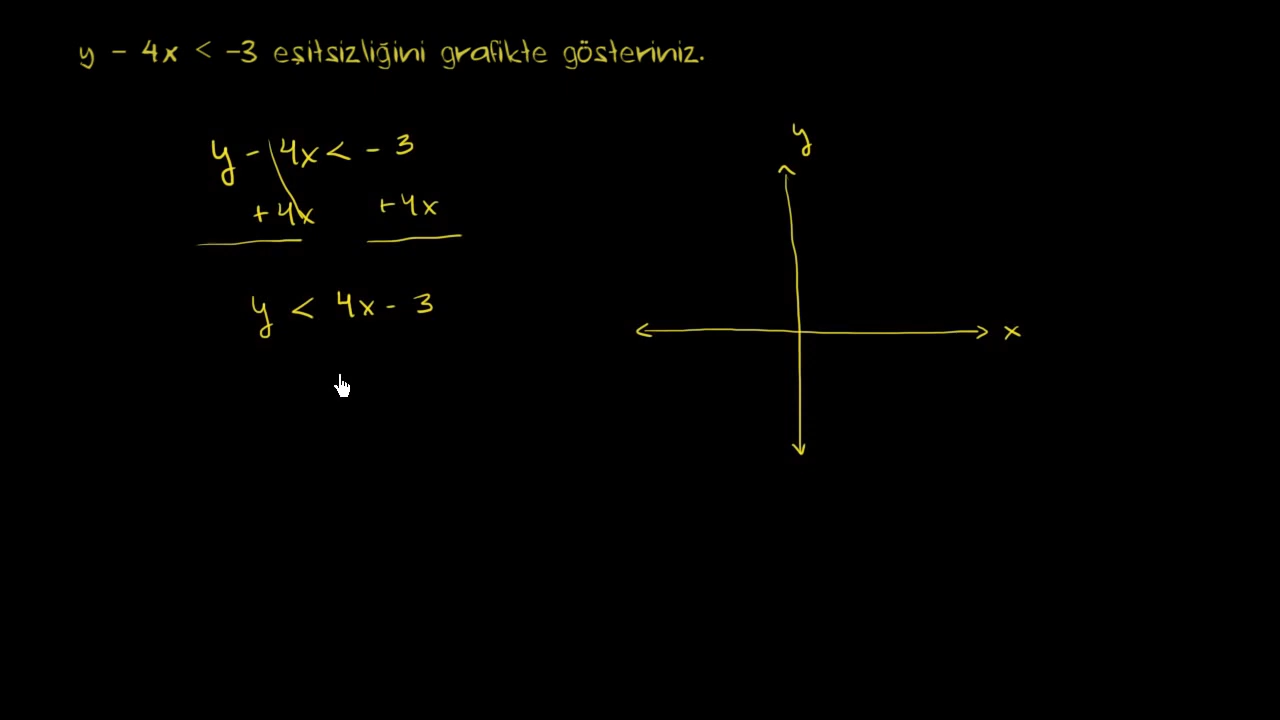 y - 4x < -3 eşitsizliğini grafikte gösteriniz.
y - 4x < - 3
+ 4x +4x
y < 4x - 3
y
x